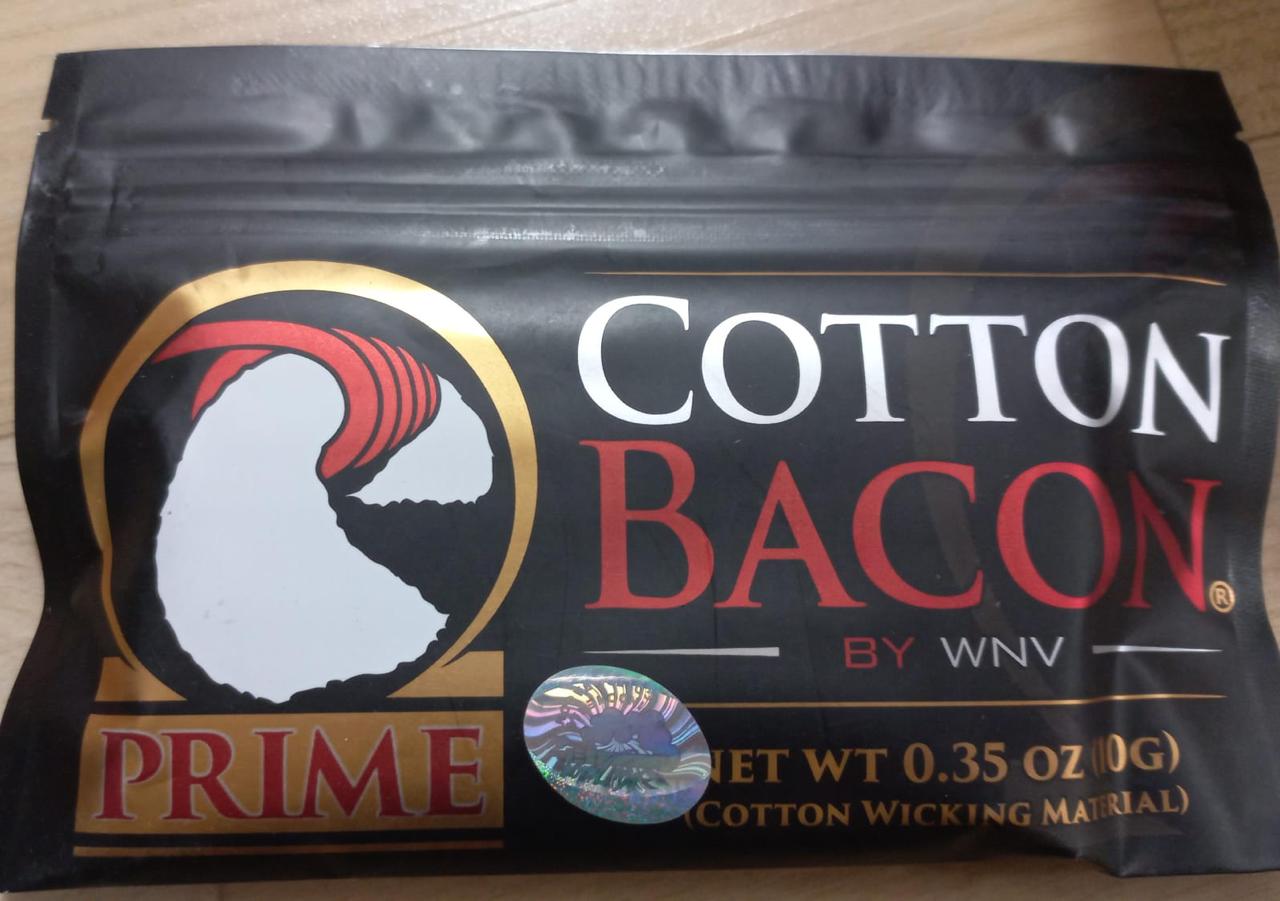 COTTON
BACON®
BY WNV
PRIME
NET WT 0.35 OZ (10G)
(COTTON WICKING MATERIAL)